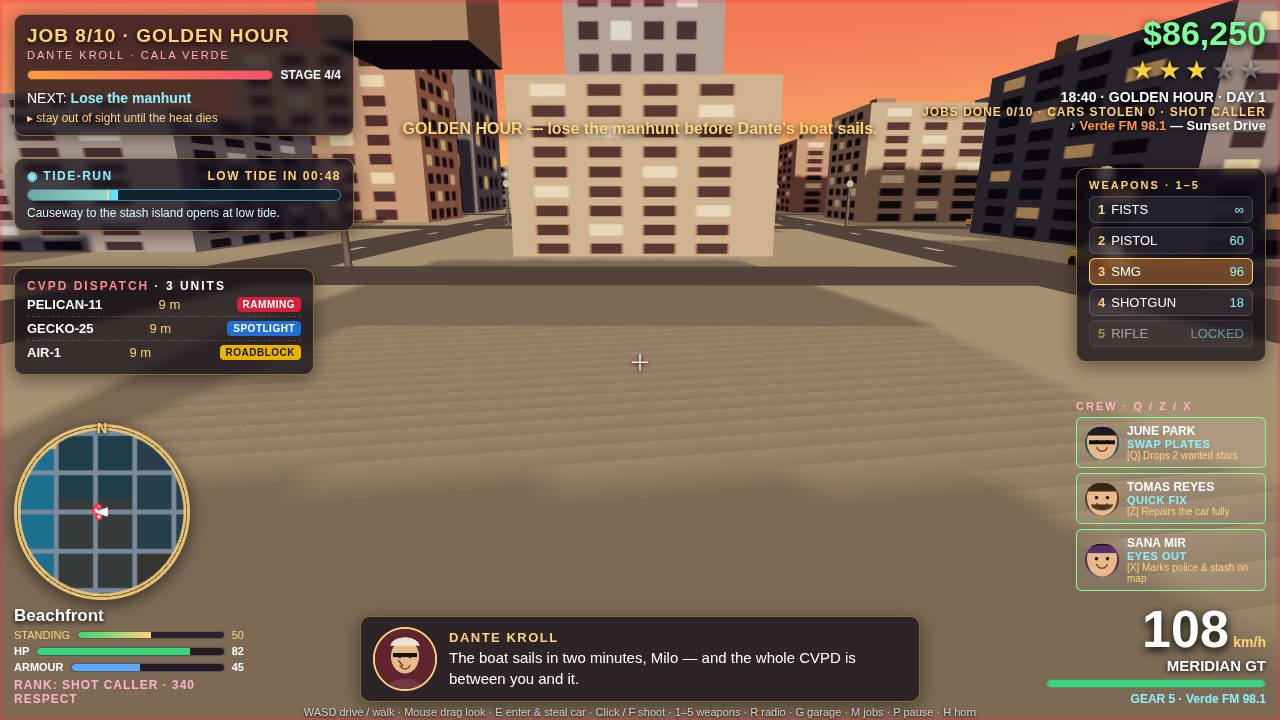 JOB 8/10 · GOLDEN HOUR
DANTE KROLL · CALA VERDE
STAGE 4/4
NEXT: Lose the manhunt
▸ stay out of sight until the heat dies
◉ TIDE-RUN LOW TIDE IN 00:48
Causeway to the stash island opens at low tide.
CVPD DISPATCH · 3 UNITS
PELICAN-11 9 m RAMMING
GECKO-25 9 m SPOTLIGHT
AIR-1 9 m ROADBLOCK
GOLDEN HOUR — lose the manhunt before Dante's boat sails.
$86,250
★★★★★
18:40 · GOLDEN HOUR · DAY 1
JOBS DONE 0/10 · CARS STOLEN 0 · SHOT CALLER
♪ Verde FM 98.1 — Sunset Drive
WEAPONS · 1–5
1 FISTS ∞
2 PISTOL 60
3 SMG 96
4 SHOTGUN 18
5 RIFLE LOCKED
CREW · Q / Z / X
JUNE PARK
SWAP PLATES
[Q] Drops 2 wanted stars
TOMAS REYES
QUICK FIX
[Z] Repairs the car fully
SANA MIR
EYES OUT
[X] Marks police & stash on
map
N
Beachfront
STANDING 50
HP 82
ARMOUR 45
RANK: SHOT CALLER · 340
RESPECT
DANTE KROLL
The boat sails in two minutes, Milo — and the whole CVPD is
between you and it.
108 km/h
MERIDIAN GT
GEAR 5 · Verde FM 98.1
WASD drive / walk · Mouse drag look · E enter & steal car · Click / F shoot · 1–5 weapons · R radio · G garage · M jobs · P pause · H horn